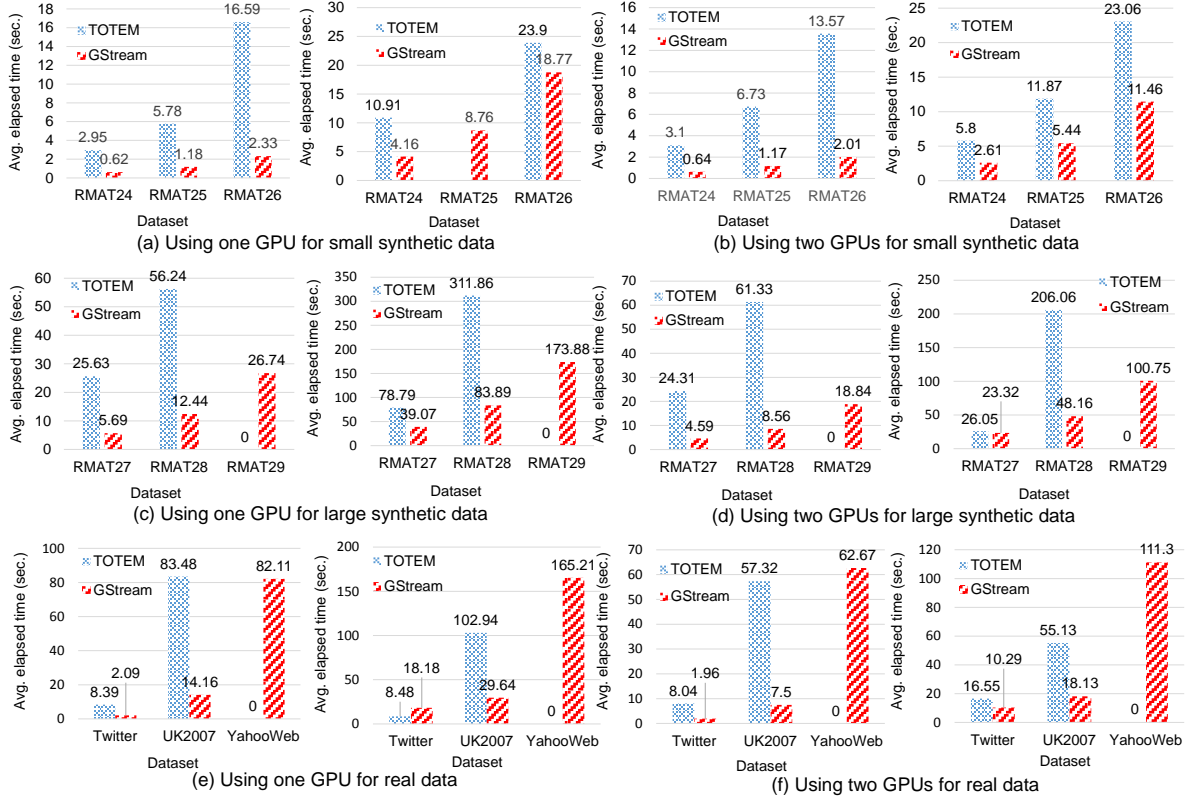 Avg. elapsed time (sec.)
18
16
14
12
10
8
6
4
2
0
TOTEM
GStream
2.95
0.62
5.78
1.18
16.59
2.33
RMAT24 RMAT25 RMAT26
Dataset
Avg. elapsed time (sec.)
30
25
20
15
10
5
0
TOTEM
GStream
10.91
4.16
8.76
23.9
18.77
RMAT24 RMAT25 RMAT26
Dataset
(a) Using one GPU for small synthetic data
Avg. elapsed time (sec.)
16
14
12
10
8
6
4
2
0
TOTEM
GStream
3.1
0.64
6.73
1.17
13.57
2.01
RMAT24 RMAT25 RMAT26
Dataset
Avg. elapsed time (sec.)
25
20
15
10
5
0
TOTEM
GStream
5.8
2.61
11.87
5.44
23.06
11.46
RMAT24 RMAT25 RMAT26
Dataset
(b) Using two GPUs for small synthetic data
Avg. elapsed time (sec.)
60
50
40
30
20
10
0
TOTEM
GStream
25.63
5.69
56.24
12.44
0
26.74
RMAT27 RMAT28 RMAT29
Dataset
Avg. elapsed time (sec.)
350
300
250
200
150
100
50
0
TOTEM
GStream
78.79
39.07
311.86
83.89
0
173.88
RMAT27 RMAT28 RMAT29
Dataset
(c) Using one GPU for large synthetic data
Avg. elapsed time (sec.)
70
60
50
40
30
20
10
0
TOTEM
GStream
24.31
4.59
61.33
8.56
0
18.84
RMAT27 RMAT28 RMAT29
Dataset
Avg. elapsed time (sec.)
250
200
150
100
50
0
TOTEM
GStream
26.05
23.32
206.06
48.16
0
100.75
RMAT27 RMAT28 RMAT29
Dataset
(d) Using two GPUs for large synthetic data
Avg. elapsed time (sec.)
100
80
60
40
20
0
TOTEM
GStream
8.39
2.09
83.48
14.16
0
82.11
Twitter UK2007 YahooWeb
Dataset
Avg. elapsed time (sec.)
200
150
100
50
0
TOTEM
GStream
8.48
18.18
102.94
29.64
0
165.21
Twitter UK2007 YahooWeb
Dataset
(e) Using one GPU for real data
Avg. elapsed time (sec.)
70
60
50
40
30
20
10
0
TOTEM
GStream
8.04
1.96
57.32
7.5
0
62.67
Twitter UK2007 YahooWeb
Dataset
Avg. elapsed time (sec.)
120
100
80
60
40
20
0
TOTEM
GStream
16.55
10.29
55.13
18.13
0
111.3
Twitter UK2007 YahooWeb
Dataset
(f) Using two GPUs for real data